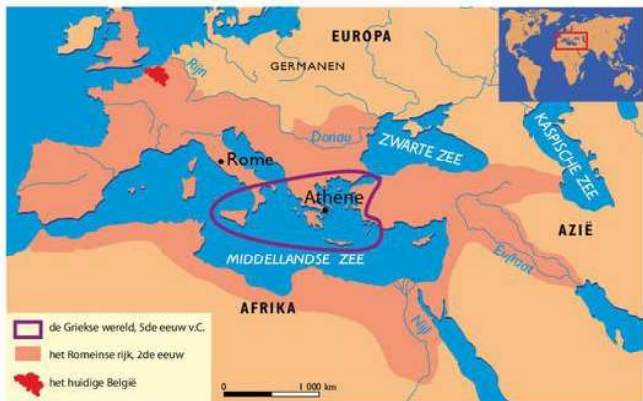 EUROPA
GERMANEN
Rijn
Donau
ZWARTE ZEE
KASPISCHE ZEE
Rome
Athene
AZIË
MIDDELLANDSE ZEE
Eufraat
AFRIKA
Nijl
de Griekse wereld, 5de eeuw v.C.
het Romeinse rijk, 2de eeuw
het huidige België
0 1 000 km